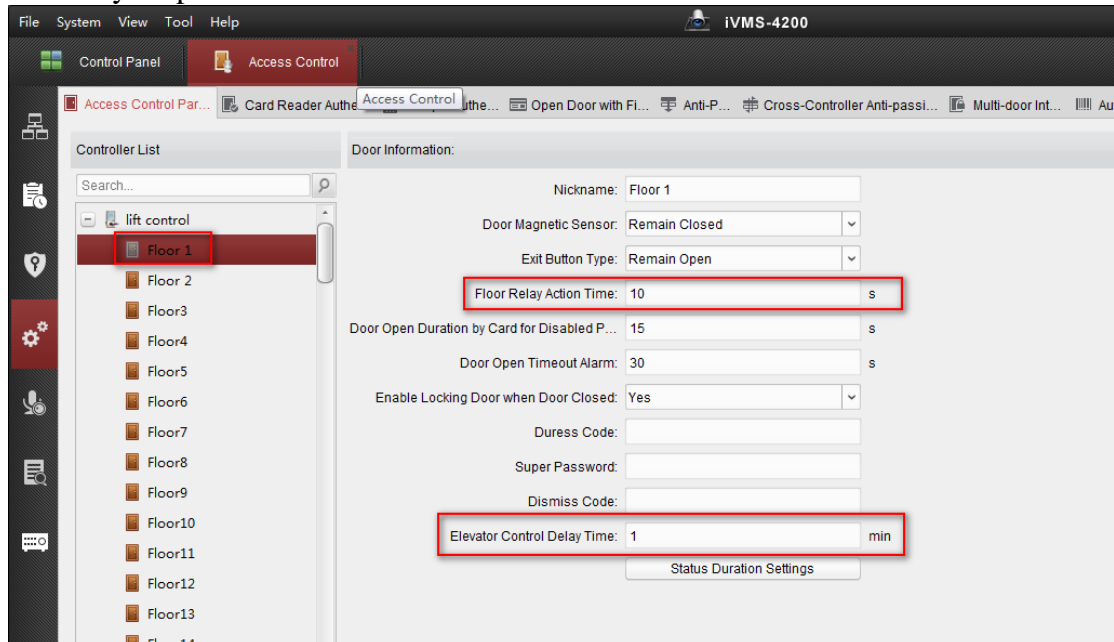 File System View Tool Help iVMS-4200
Control Panel Access Control
Access Control Par... Card Reader Authe Access Control uthe... Open Door with Fi... Anti-P... Cross-Controller Anti-passi... Multi-door Int... Au
Controller List Door Information:
Search...
Nickname: Floor 1
lift control
Door Magnetic Sensor: Remain Closed
Floor 1
Exit Button Type: Remain Open
Floor 2
Floor Relay Action Time: 10 s
Floor3
Door Open Duration by Card for Disabled P... 15 s
Floor4
Door Open Timeout Alarm: 30 s
Floor5
Enable Locking Door when Door Closed: Yes
Floor6
Floor7
Duress Code:
Floor8
Super Password:
Floor9
Dismiss Code:
Floor10
Elevator Control Delay Time: 1 min
Floor11
Status Duration Settings
Floor12
Floor13